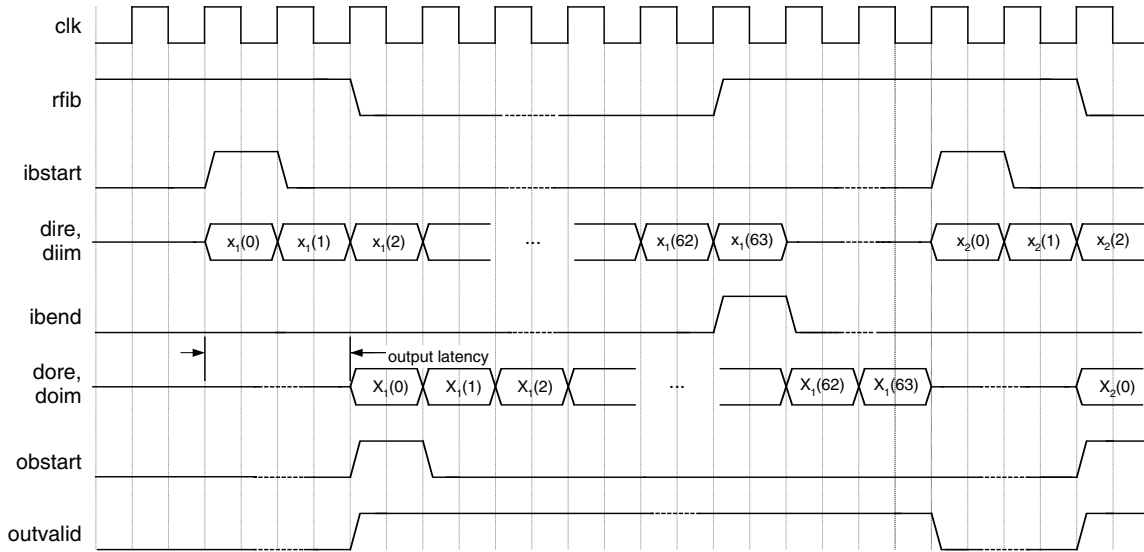 clk
rfib
ibstart
dire,
diim
x₁(0) x₁(1) x₁(2) ... x₁(62) x₁(63) x₂(0) x₂(1) x₂(2)
ibend
output latency
dore,
doim
X₁(0) X₁(1) X₁(2) ... X₁(62) X₁(63) X₂(0)
obstart
outvalid